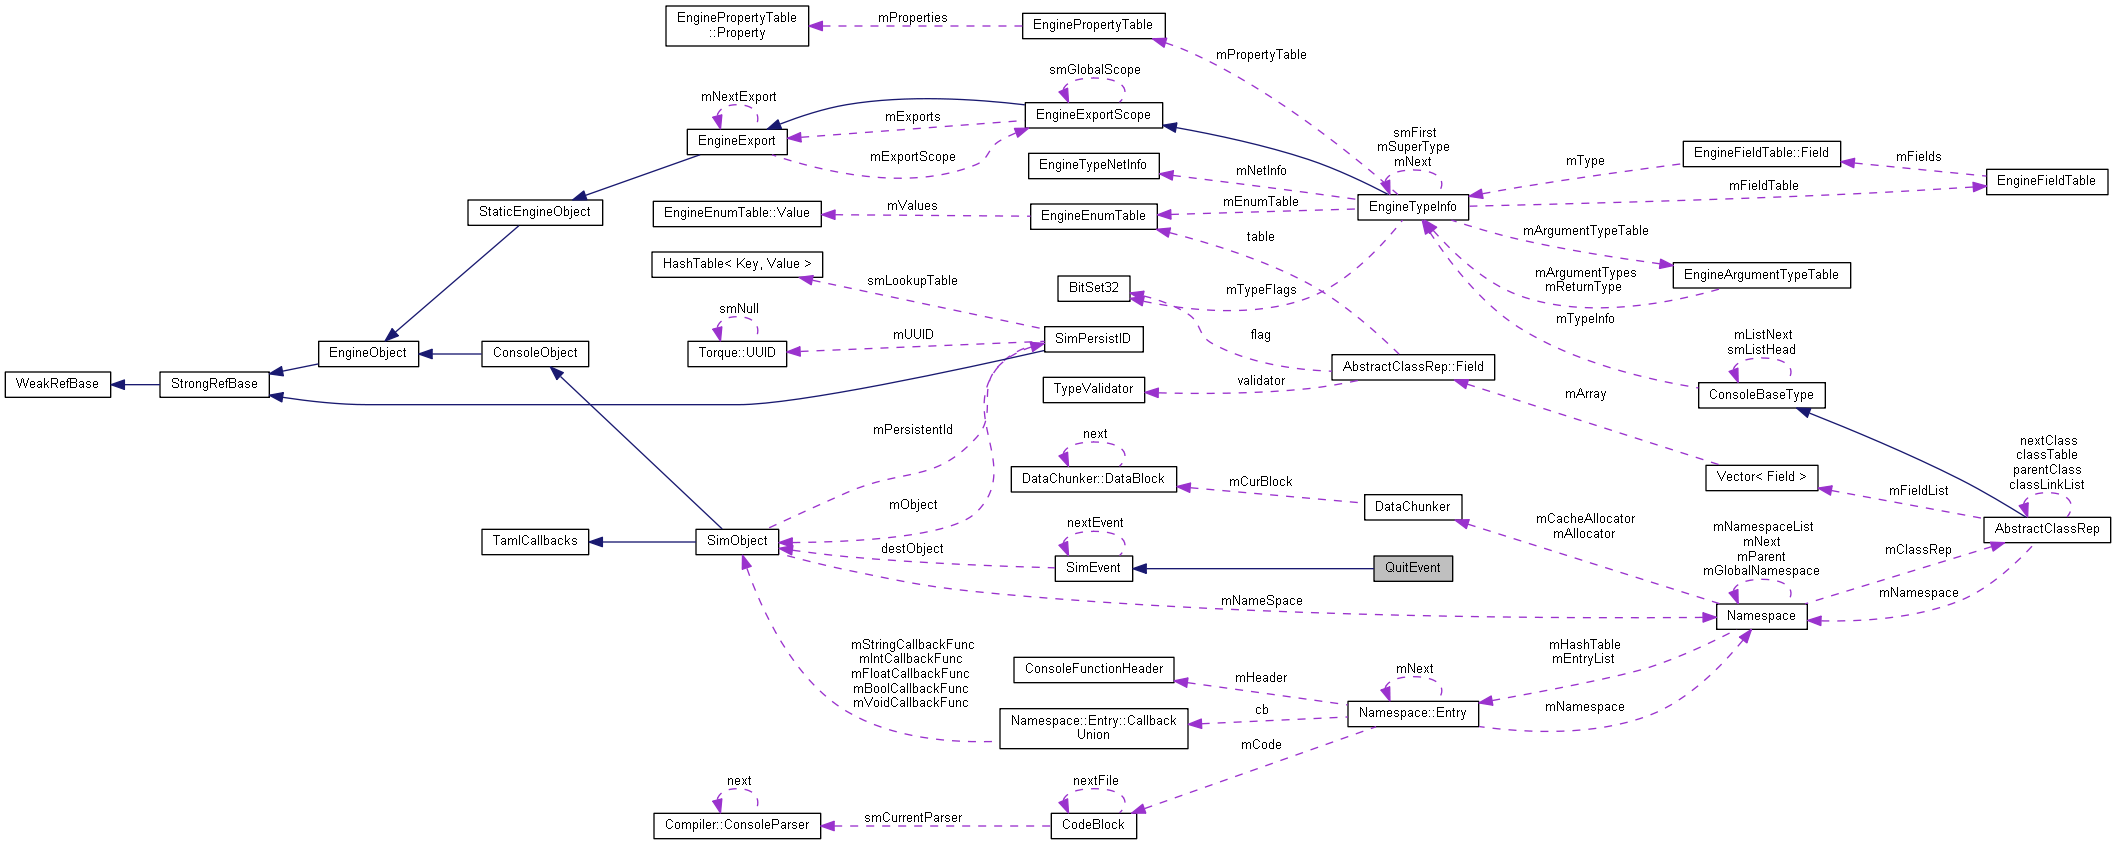 EnginePropertyTable
::Property
mProperties
EnginePropertyTable
mPropertyTable
smGlobalScope
mNextExport
EngineExport
mExports
mExportScope
EngineExportScope
EngineTypeNetInfo
mNetInfo
smFirst
mSuperType
mNext
EngineTypeInfo
mType
EngineFieldTable::Field
mFields
EngineFieldTable
mFieldTable
StaticEngineObject
EngineEnumTable::Value
mValues
EngineEnumTable
mEnumTable
table
mArgumentTypeTable
EngineArgumentTypeTable
mArgumentTypes
mReturnType
HashTable< Key, Value >
smLookupTable
BitSet32
mTypeFlags
mTypeInfo
smNull
Torque::UUID
mUUID
SimPersistID
flag
mListNext
smListHead
ConsoleBaseType
WeakRefBase
StrongRefBase
EngineObject
ConsoleObject
AbstractClassRep::Field
TypeValidator
validator
mArray
mPersistentId
next
DataChunker::DataBlock
mCurBlock
DataChunker
Vector< Field >
mFieldList
nextClass
classTable
parentClass
classLinkList
AbstractClassRep
mObject
TamlCallbacks
SimObject
destObject
nextEvent
SimEvent
QuitEvent
mCacheAllocator
mAllocator
mNamespaceList
mNext
mParent
mGlobalNamespace
Namespace
mClassRep
mNamespace
mNameSpace
mStringCallbackFunc
mIntCallbackFunc
mFloatCallbackFunc
mBoolCallbackFunc
mVoidCallbackFunc
ConsoleFunctionHeader
mHeader
mNext
Namespace::Entry
mHashTable
mEntryList
mNamespace
Namespace::Entry::Callback
Union
cb
mCode
next
Compiler::ConsoleParser
smCurrentParser
nextFile
CodeBlock